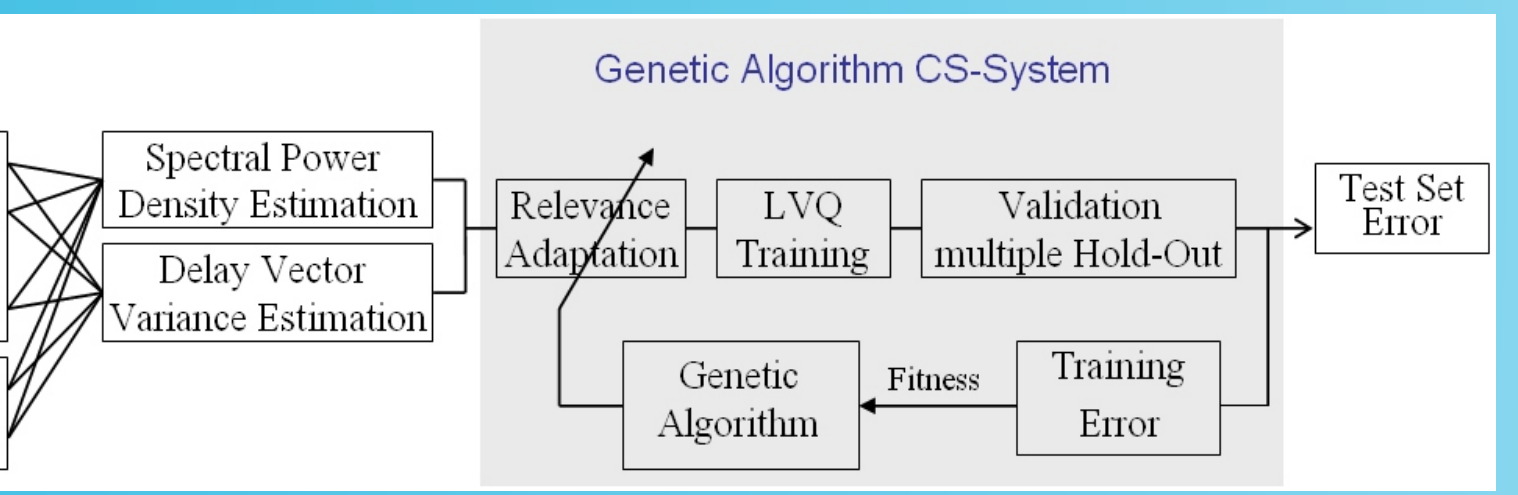 Genetic Algorithm CS-System
Spectral Power
Density Estimation
Delay Vector
Variance Estimation
Relevance
Adaptation
LVQ
Training
Validation
multiple Hold-Out
Test Set
Error
Genetic
Algorithm
Fitness
Training
Error